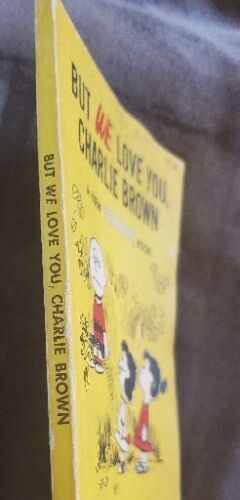 BUT WE LOVE YOU,
CHARLIE BROWN
A NEW PEANUTS BOOK
BUT WE LOVE YOU, CHARLIE BROWN